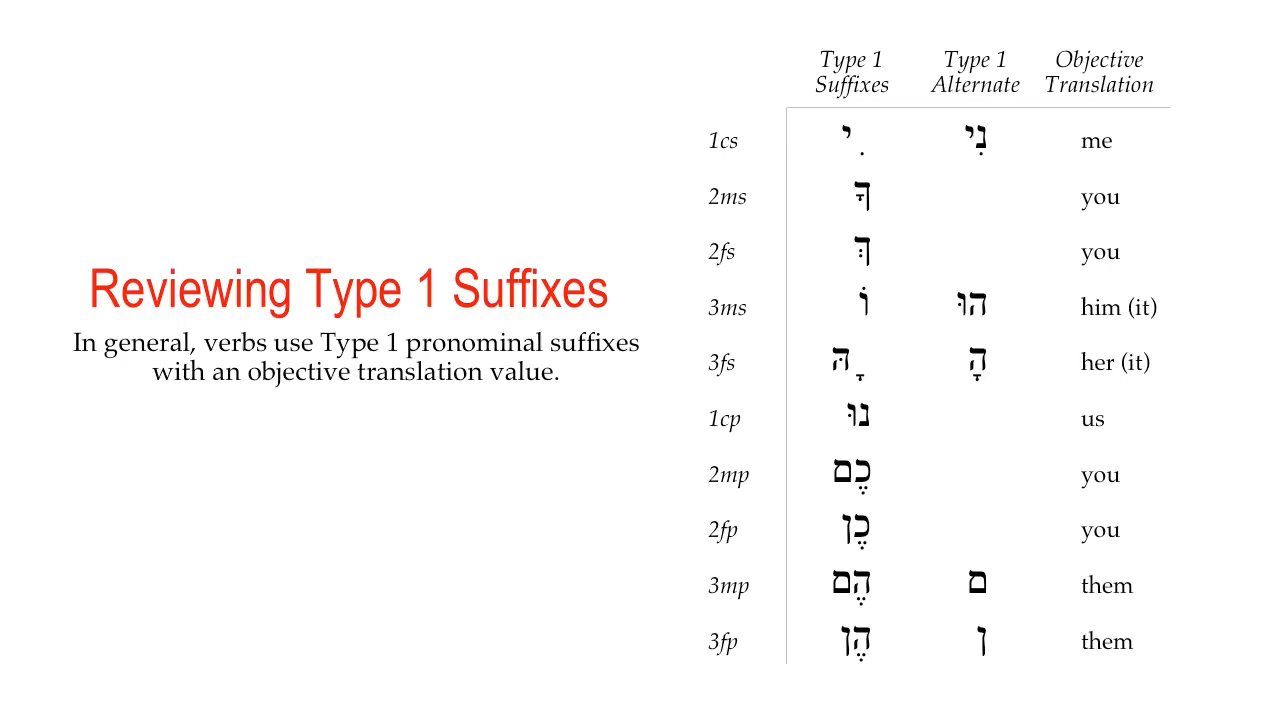 Reviewing Type 1 Suffixes
In general, verbs use Type 1 pronominal suffixes
with an objective translation value.
Type 1 Type 1 Objective
Suffixes Alternate Translation
1cs ִי נִי me
2ms ךָ you
2fs ךְ you
3ms וֹ הוּ him (it)
3fs ָהּ הָ her (it)
1cp נוּ us
2mp כֶם you
2fp כֶן you
3mp הֶם ם them
3fp הֶן ן them